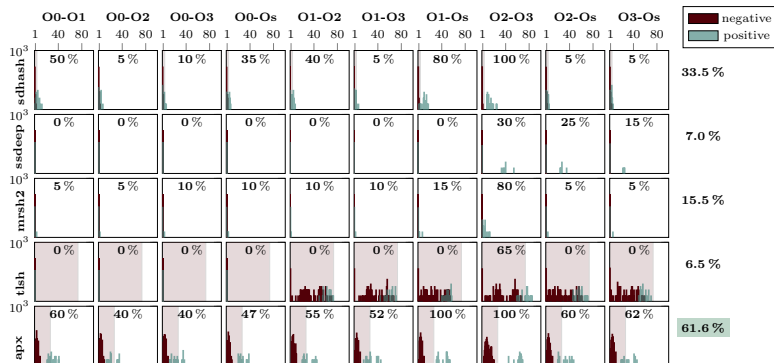 O0-O1 O0-O2 O0-O3 O0-Os O1-O2 O1-O3 O1-Os O2-O3 O2-Os O3-Os
negative
positive
1 40 80 1 40 80 1 40 80 1 40 80 1 40 80 1 40 80 1 40 80 1 40 80 1 40 80 1 40 80
10³ sdhash 50 % 5 % 10 % 35 % 40 % 5 % 80 % 100 % 5 % 5 % 33.5 %
10³ ssdeep 0 % 0 % 0 % 0 % 0 % 0 % 0 % 30 % 25 % 15 % 7.0 %
10³ mrsh2 5 % 5 % 10 % 10 % 10 % 10 % 15 % 80 % 5 % 5 % 15.5 %
10³ tlsh 0 % 0 % 0 % 0 % 0 % 0 % 0 % 65 % 0 % 0 % 6.5 %
10³ apx 60 % 40 % 40 % 47 % 55 % 52 % 100 % 100 % 60 % 62 % 61.6 %